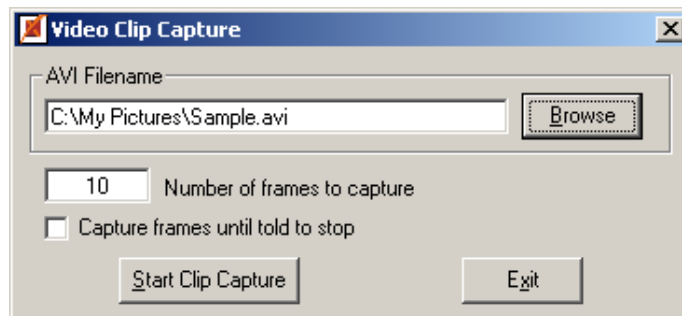 Video Clip Capture
AVI Filename
C:\My Pictures\Sample.avi
Browse
10 Number of frames to capture
Capture frames until told to stop
Start Clip Capture Exit